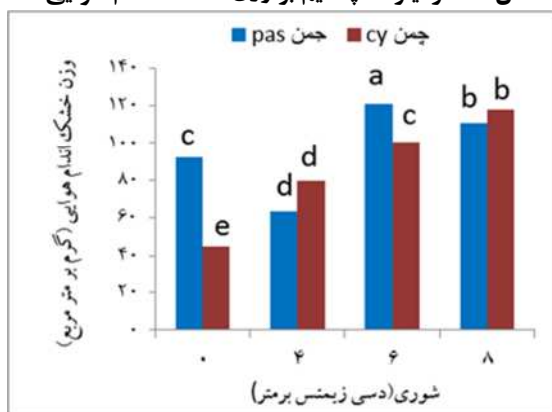 چمن pas چمن cy
وزن خشک اندام هوایی (گرم بر متر مربع)
۱۴۰
۱۲۰
۱۰۰
۸۰
۶۰
۴۰
۲۰
۰
c
e
d
d
a
c
b
b
۰ ۴ ۶ ۸
شوری(دسی زیمنس برمتر)